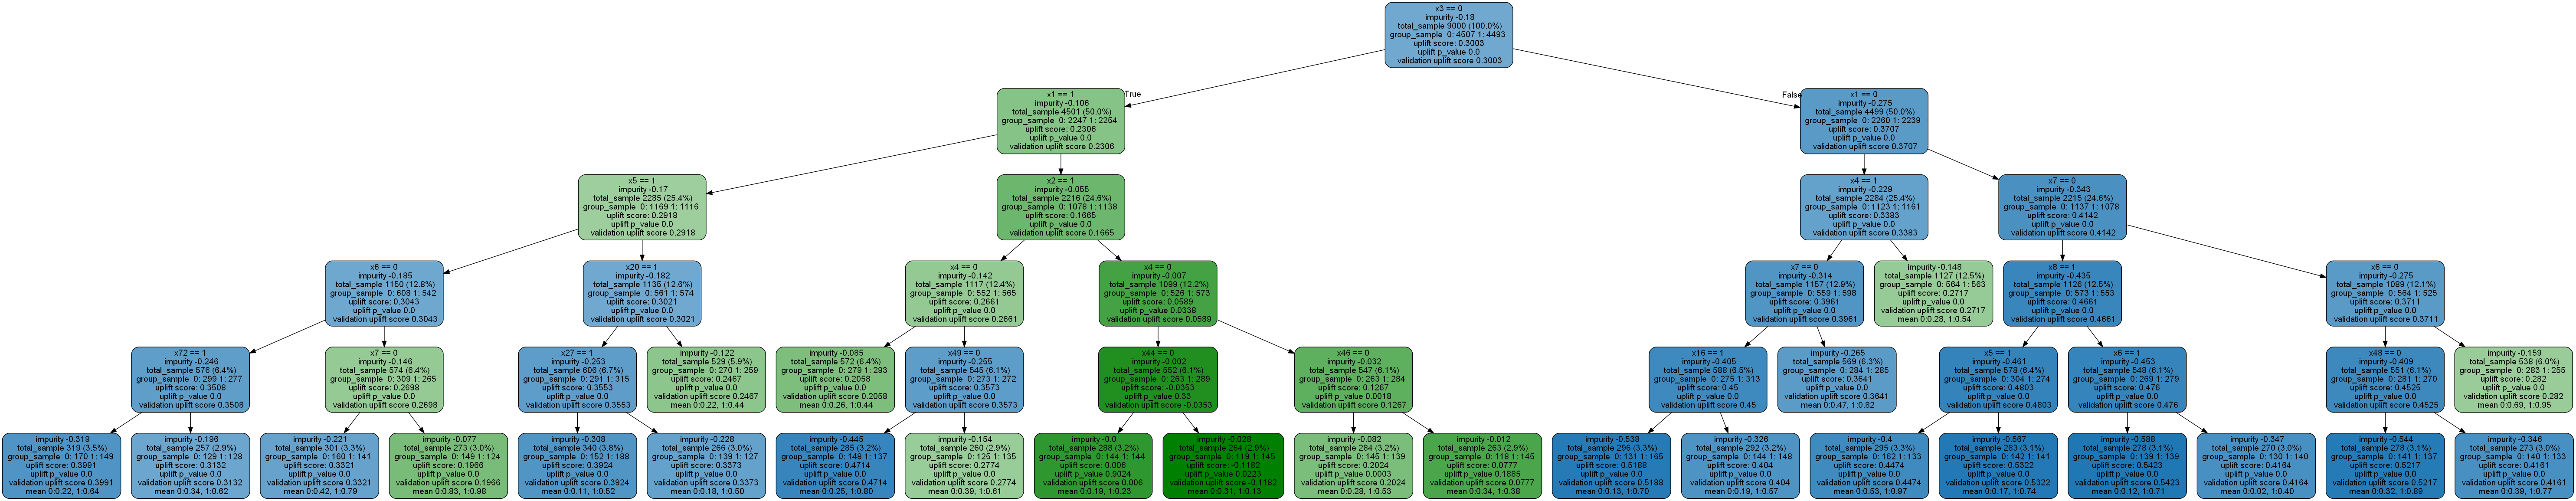 x3 == 0
impurity -0.18
total_sample 9000 (100.0%)
group_sample 0: 4507 1: 4493
uplift score: 0.3003
uplift p_value 0.0
validation uplift score 0.3003
True
False
x1 == 1
impurity -0.106
total_sample 4501 (50.0%)
group_sample 0: 2247 1: 2254
uplift score: 0.2306
uplift p_value 0.0
validation uplift score 0.2306
x1 == 0
impurity -0.275
total_sample 4499 (50.0%)
group_sample 0: 2260 1: 2239
uplift score: 0.3707
uplift p_value 0.0
validation uplift score 0.3707
x5 == 1
impurity -0.17
total_sample 2285 (25.4%)
group_sample 0: 1169 1: 1116
uplift score: 0.2918
uplift p_value 0.0
validation uplift score 0.2918
x2 == 1
impurity -0.055
total_sample 2216 (24.6%)
group_sample 0: 1078 1: 1138
uplift score: 0.1665
uplift p_value 0.0
validation uplift score 0.1665
x4 == 1
impurity -0.229
total_sample 2284 (25.4%)
group_sample 0: 1123 1: 1161
uplift score: 0.3383
uplift p_value 0.0
validation uplift score 0.3383
x7 == 0
impurity -0.343
total_sample 2215 (24.6%)
group_sample 0: 1137 1: 1078
uplift score: 0.4142
uplift p_value 0.0
validation uplift score 0.4142
x6 == 0
impurity -0.185
total_sample 1150 (12.8%)
group_sample 0: 608 1: 542
uplift score: 0.3043
uplift p_value 0.0
validation uplift score 0.3043
x20 == 1
impurity -0.182
total_sample 1135 (12.6%)
group_sample 0: 561 1: 574
uplift score: 0.3021
uplift p_value 0.0
validation uplift score 0.3021
x4 == 0
impurity -0.142
total_sample 1117 (12.4%)
group_sample 0: 552 1: 565
uplift score: 0.2661
uplift p_value 0.0
validation uplift score 0.2661
x4 == 0
impurity -0.007
total_sample 1099 (12.2%)
group_sample 0: 526 1: 573
uplift score: 0.0589
uplift p_value 0.0338
validation uplift score 0.0589
x7 == 0
impurity -0.314
total_sample 1157 (12.9%)
group_sample 0: 559 1: 598
uplift score: 0.3961
uplift p_value 0.0
validation uplift score 0.3961
impurity -0.148
total_sample 1127 (12.5%)
group_sample 0: 564 1: 563
uplift score: 0.2717
uplift p_value 0.0
validation uplift score 0.2717
mean 0:0.28, 1:0.54
x8 == 1
impurity -0.435
total_sample 1126 (12.5%)
group_sample 0: 573 1: 553
uplift score: 0.4661
uplift p_value 0.0
validation uplift score 0.4661
x6 == 0
impurity -0.275
total_sample 1089 (12.1%)
group_sample 0: 564 1: 525
uplift score: 0.3711
uplift p_value 0.0
validation uplift score 0.3711
x72 == 1
impurity -0.246
total_sample 576 (6.4%)
group_sample 0: 299 1: 277
uplift score: 0.3508
uplift p_value 0.0
validation uplift score 0.3508
x7 == 0
impurity -0.146
total_sample 574 (6.4%)
group_sample 0: 309 1: 265
uplift score: 0.2698
uplift p_value 0.0
validation uplift score 0.2698
x27 == 1
impurity -0.253
total_sample 606 (6.7%)
group_sample 0: 291 1: 315
uplift score: 0.3553
uplift p_value 0.0
validation uplift score 0.3553
impurity -0.122
total_sample 529 (5.9%)
group_sample 0: 270 1: 259
uplift score: 0.2467
uplift p_value 0.0
validation uplift score 0.2467
mean 0:0.22, 1:0.44
impurity -0.085
total_sample 572 (6.4%)
group_sample 0: 279 1: 293
uplift score: 0.2058
uplift p_value 0.0
validation uplift score 0.2058
mean 0:0.26, 1:0.44
x49 == 0
impurity -0.255
total_sample 545 (6.1%)
group_sample 0: 273 1: 272
uplift score: 0.3573
uplift p_value 0.0
validation uplift score 0.3573
x44 == 0
impurity -0.002
total_sample 552 (6.1%)
group_sample 0: 263 1: 289
uplift score: -0.0353
uplift p_value 0.33
validation uplift score -0.0353
x46 == 0
impurity -0.032
total_sample 547 (6.1%)
group_sample 0: 263 1: 284
uplift score: 0.1267
uplift p_value 0.0018
validation uplift score 0.1267
x16 == 1
impurity -0.405
total_sample 588 (6.5%)
group_sample 0: 275 1: 313
uplift score: 0.45
uplift p_value 0.0
validation uplift score 0.45
impurity -0.265
total_sample 569 (6.3%)
group_sample 0: 284 1: 285
uplift score: 0.3641
uplift p_value 0.0
validation uplift score 0.3641
mean 0:0.47, 1:0.82
x5 == 1
impurity -0.461
total_sample 578 (6.4%)
group_sample 0: 304 1: 274
uplift score: 0.4803
uplift p_value 0.0
validation uplift score 0.4803
x6 == 1
impurity -0.453
total_sample 548 (6.1%)
group_sample 0: 269 1: 279
uplift score: 0.476
uplift p_value 0.0
validation uplift score 0.476
x48 == 0
impurity -0.409
total_sample 551 (6.1%)
group_sample 0: 281 1: 270
uplift score: 0.4525
uplift p_value 0.0
validation uplift score 0.4525
impurity -0.159
total_sample 538 (6.0%)
group_sample 0: 283 1: 255
uplift score: 0.282
uplift p_value 0.0
validation uplift score 0.282
mean 0:0.69, 1:0.95
impurity -0.319
total_sample 319 (3.5%)
group_sample 0: 170 1: 149
uplift score: 0.3991
uplift p_value 0.0
validation uplift score 0.3991
mean 0:0.22, 1:0.64
impurity -0.196
total_sample 257 (2.9%)
group_sample 0: 129 1: 128
uplift score: 0.3132
uplift p_value 0.0
validation uplift score 0.3132
mean 0:0.34, 1:0.62
impurity -0.221
total_sample 301 (3.3%)
group_sample 0: 160 1: 141
uplift score: 0.3321
uplift p_value 0.0
validation uplift score 0.3321
mean 0:0.42, 1:0.79
impurity -0.077
total_sample 273 (3.0%)
group_sample 0: 149 1: 124
uplift score: 0.1966
uplift p_value 0.0
validation uplift score 0.1966
mean 0:0.83, 1:0.98
impurity -0.308
total_sample 340 (3.8%)
group_sample 0: 152 1: 188
uplift score: 0.3924
uplift p_value 0.0
validation uplift score 0.3924
mean 0:0.11, 1:0.52
impurity -0.228
total_sample 266 (3.0%)
group_sample 0: 139 1: 127
uplift score: 0.3373
uplift p_value 0.0
validation uplift score 0.3373
mean 0:0.18, 1:0.50
impurity -0.445
total_sample 285 (3.2%)
group_sample 0: 148 1: 137
uplift score: 0.4714
uplift p_value 0.0
validation uplift score 0.4714
mean 0:0.25, 1:0.80
impurity -0.154
total_sample 260 (2.9%)
group_sample 0: 125 1: 135
uplift score: 0.2774
uplift p_value 0.0
validation uplift score 0.2774
mean 0:0.39, 1:0.61
impurity -0.0
total_sample 288 (3.2%)
group_sample 0: 144 1: 144
uplift score: 0.006
uplift p_value 0.9024
validation uplift score 0.006
mean 0:0.19, 1:0.23
impurity -0.028
total_sample 264 (2.9%)
group_sample 0: 119 1: 145
uplift score: -0.1182
uplift p_value 0.0223
validation uplift score -0.1182
mean 0:0.31, 1:0.13
impurity -0.082
total_sample 284 (3.2%)
group_sample 0: 145 1: 139
uplift score: 0.2024
uplift p_value 0.0003
validation uplift score 0.2024
mean 0:0.28, 1:0.53
impurity -0.012
total_sample 263 (2.9%)
group_sample 0: 118 1: 145
uplift score: 0.0777
uplift p_value 0.1885
validation uplift score 0.0777
mean 0:0.34, 1:0.38
impurity -0.538
total_sample 296 (3.3%)
group_sample 0: 131 1: 165
uplift score: 0.5188
uplift p_value 0.0
validation uplift score 0.5188
mean 0:0.13, 1:0.70
impurity -0.326
total_sample 292 (3.2%)
group_sample 0: 144 1: 148
uplift score: 0.404
uplift p_value 0.0
validation uplift score 0.404
mean 0:0.19, 1:0.57
impurity -0.4
total_sample 295 (3.3%)
group_sample 0: 162 1: 133
uplift score: 0.4474
uplift p_value 0.0
validation uplift score 0.4474
mean 0:0.53, 1:0.97
impurity -0.567
total_sample 283 (3.1%)
group_sample 0: 142 1: 141
uplift score: 0.5322
uplift p_value 0.0
validation uplift score 0.5322
mean 0:0.17, 1:0.74
impurity -0.588
total_sample 278 (3.1%)
group_sample 0: 139 1: 139
uplift score: 0.5423
uplift p_value 0.0
validation uplift score 0.5423
mean 0:0.12, 1:0.71
impurity -0.347
total_sample 270 (3.0%)
group_sample 0: 130 1: 140
uplift score: 0.4164
uplift p_value 0.0
validation uplift score 0.4164
mean 0:0.02, 1:0.40
impurity -0.544
total_sample 278 (3.1%)
group_sample 0: 141 1: 137
uplift score: 0.5217
uplift p_value 0.0
validation uplift score 0.5217
mean 0:0.32, 1:0.89
impurity -0.346
total_sample 273 (3.0%)
group_sample 0: 140 1: 133
uplift score: 0.4161
uplift p_value 0.0
validation uplift score 0.4161
mean 0:0.39, 1:0.77